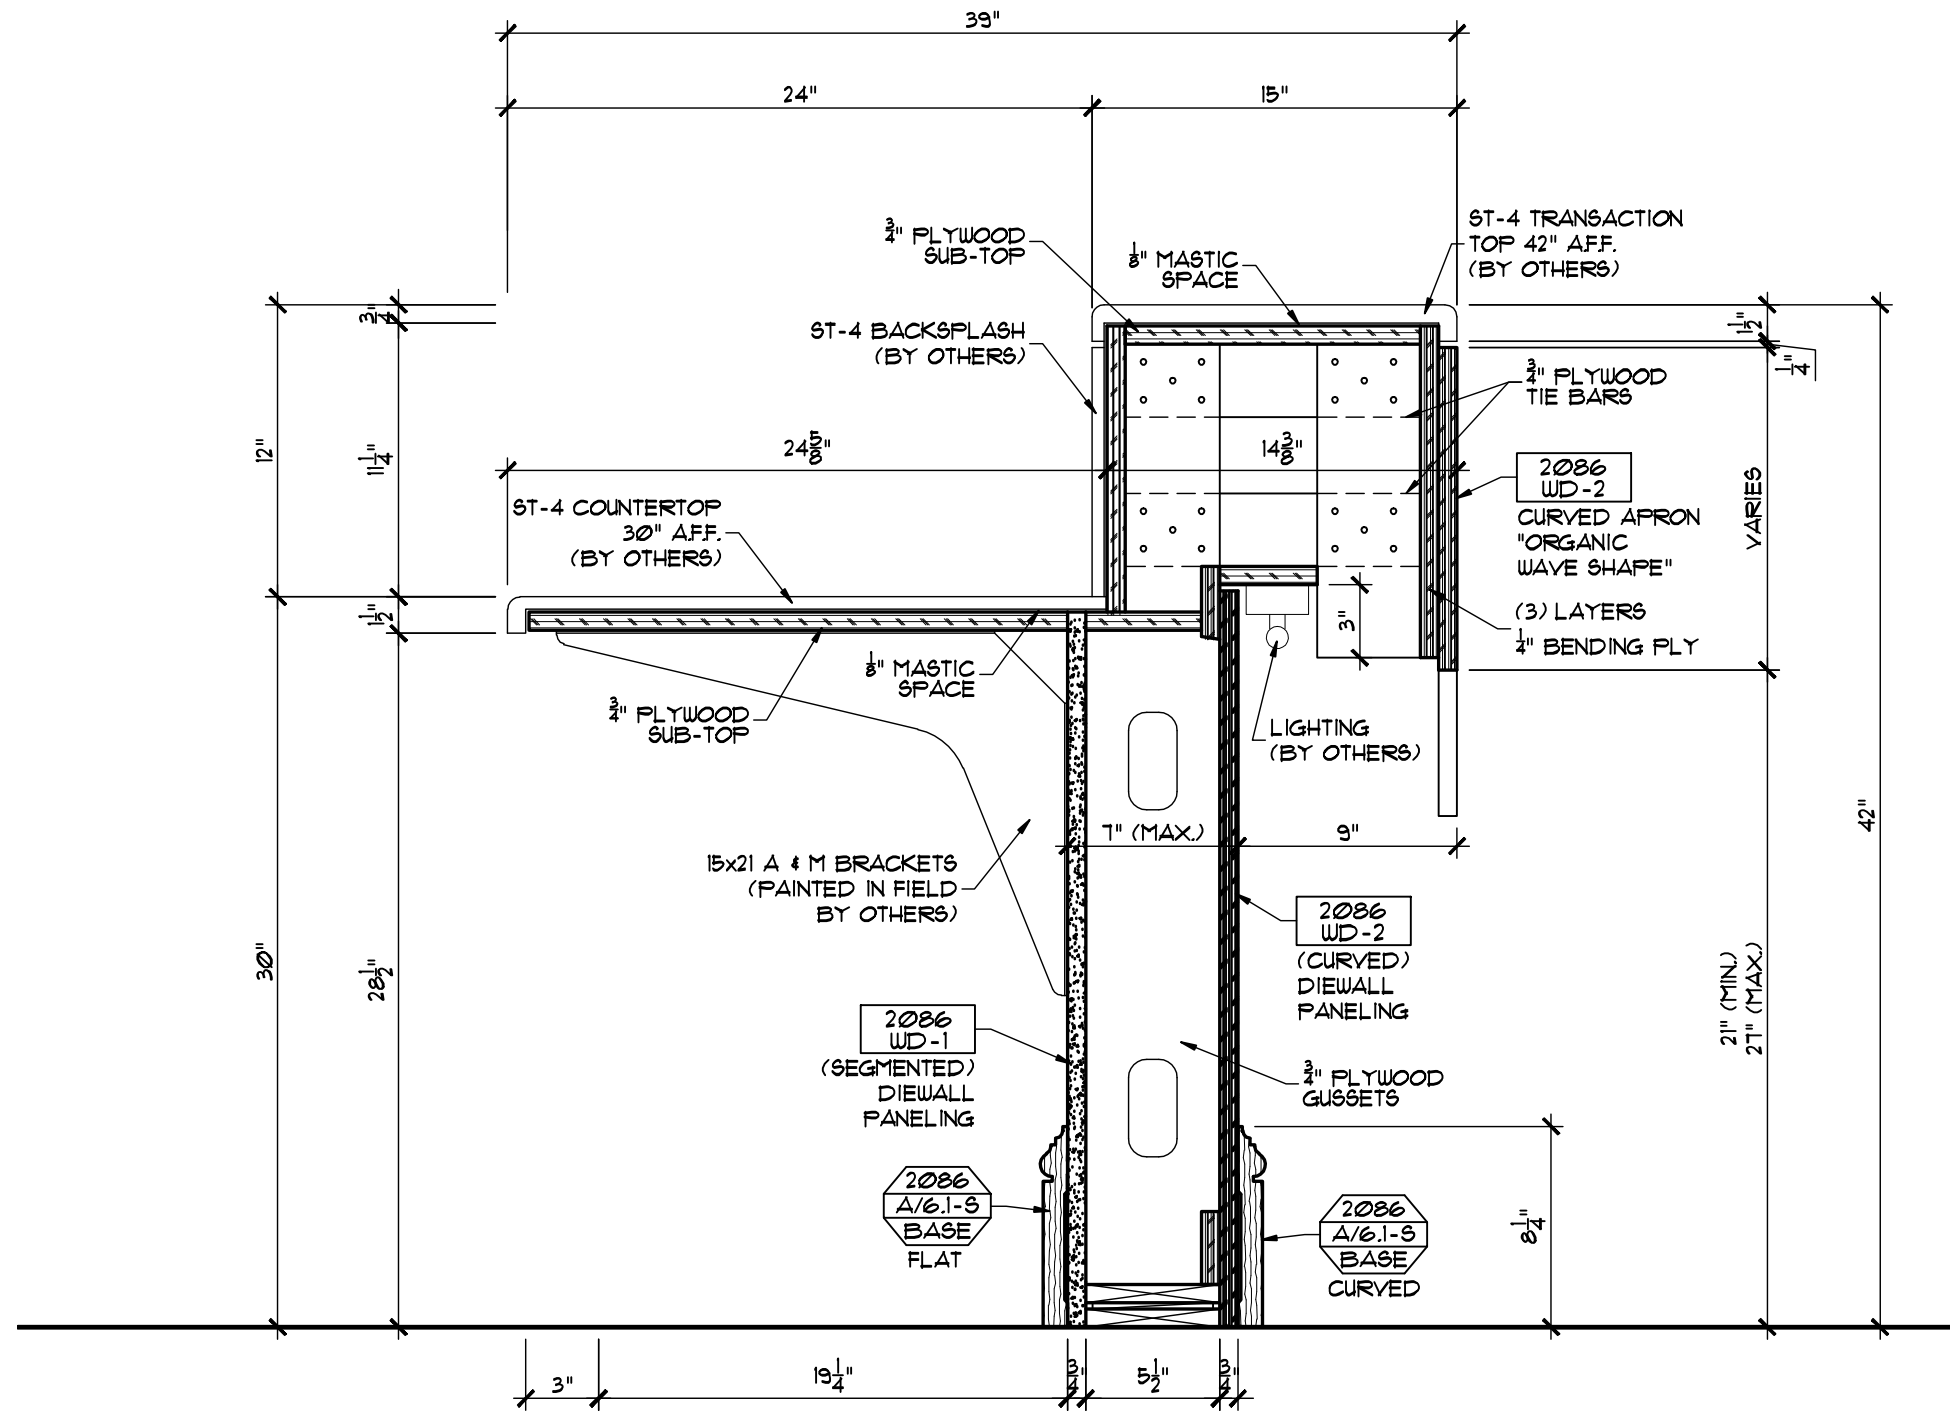 39"
24"
15"
3/4" PLYWOOD
SUB-TOP
1/8" MASTIC
SPACE
ST-4 TRANSACTION
TOP 42" A.F.F.
(BY OTHERS)
3/4
1 1/2"
1/4"
ST-4 BACKSPLASH
(BY OTHERS)
3/4" PLYWOOD
TIE BARS
12"
11 1/4"
24 5/8"
14 3/8"
2Ø86
WD-2
CURVED APRON
"ORGANIC
WAVE SHAPE"
VARIES
ST-4 COUNTERTOP
3Ø" A.F.F.
(BY OTHERS)
1 1/2"
3"
(3) LAYERS
1/4" BENDING PLY
1/8" MASTIC
SPACE
3/4" PLYWOOD
SUB-TOP
LIGHTING
(BY OTHERS)
42"
7" (MAX.)
9"
15x21 A & M BRACKETS
(PAINTED IN FIELD
BY OTHERS)
2Ø86
WD-2
(CURVED)
DIEWALL
PANELING
3Ø"
28 1/2"
21" (MIN.)
27" (MAX.)
2Ø86
WD-1
(SEGMENTED)
DIEWALL
PANELING
3/4" PLYWOOD
GUSSETS
2Ø86
A/6.1-S
BASE
FLAT
2Ø86
A/6.1-S
BASE
CURVED
8 1/4"
3"
19 1/4"
3/4"
5 1/2"
3/4"